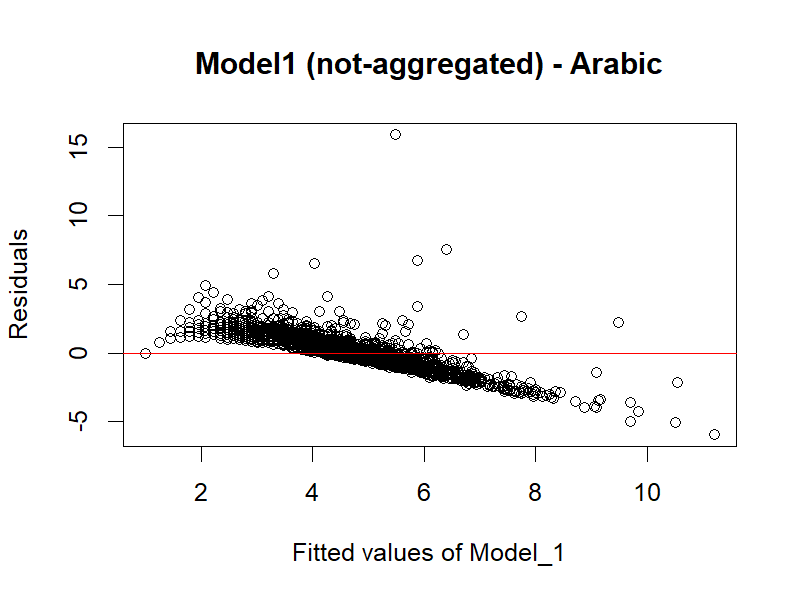 Model1 (not-aggregated) - Arabic
15
10
5
0
-5
Residuals
2 4 6 8 10
Fitted values of Model_1